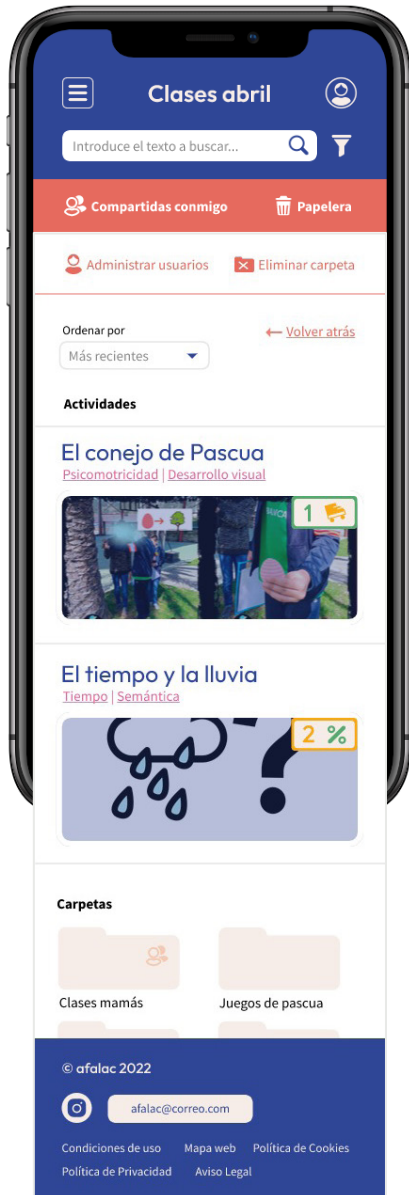 Clases abril
Introduce el texto a buscar...
Compartidas conmigo Papelera
Administrar usuarios Eliminar carpeta
Ordenar por
← Volver atrás
Más recientes
Actividades
El conejo de Pascua
Psicomotricidad | Desarrollo visual
1
El tiempo y la lluvia
Tiempo | Semántica
2 %
?
Carpetas
Clases mamás Juegos de pascua
© afalac 2022
afalac@correo.com
Condiciones de uso Mapa web Política de Cookies
Política de Privacidad Aviso Legal